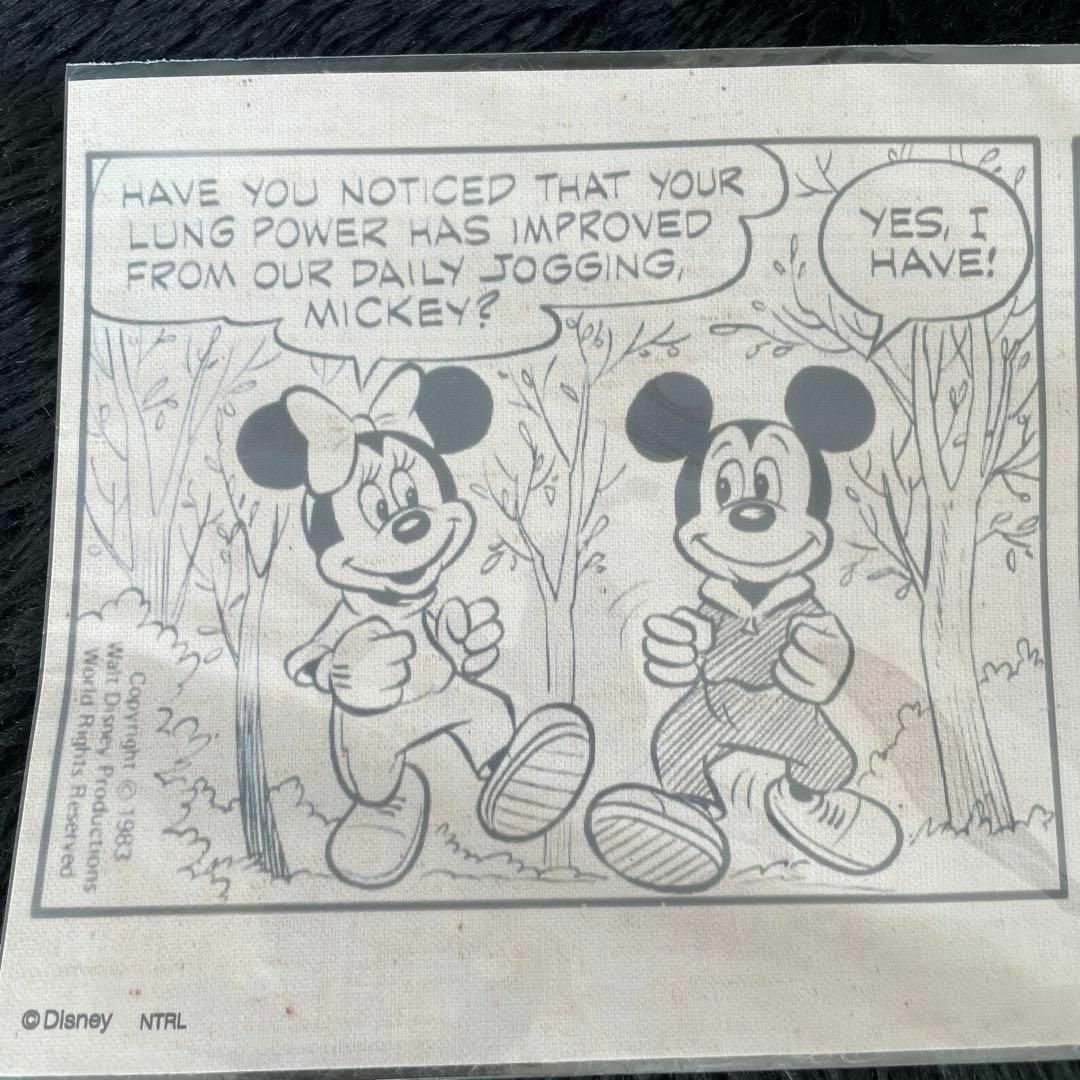 HAVE YOU NOTICED THAT YOUR
LUNG POWER HAS IMPROVED
FROM OUR DAILY JOGGING,
MICKEY?
YES, I
HAVE!
Copyright © 1983
Walt Disney Productions
World Rights Reserved
©Disney NTRL